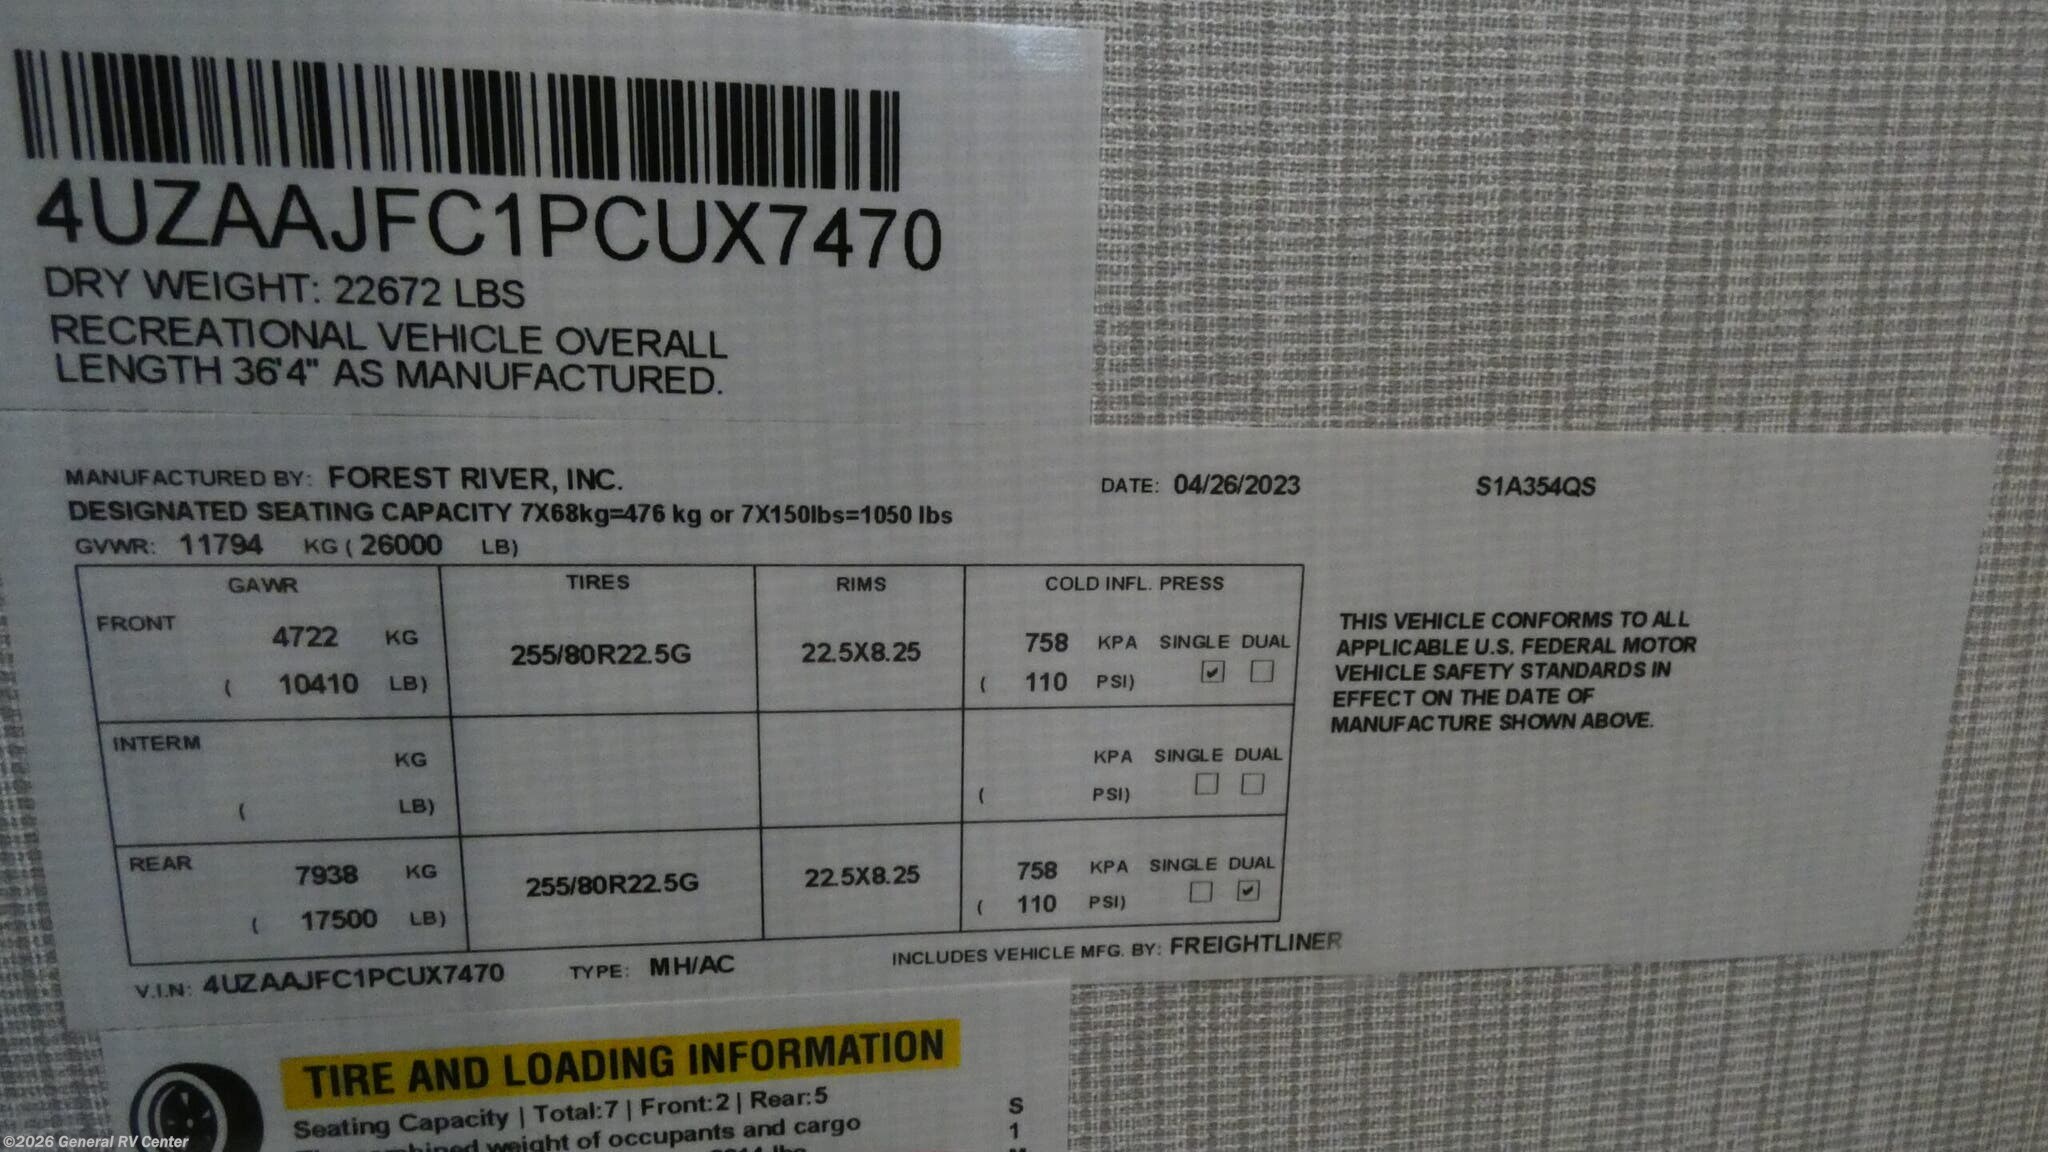 4UZAAJFC1PCUX7470
DRY WEIGHT: 22672 LBS
RECREATIONAL VEHICLE OVERALL
LENGTH 36'4" AS MANUFACTURED.
MANUFACTURED BY: FOREST RIVER, INC. DATE: 04/26/2023 S1A354QS
DESIGNATED SEATING CAPACITY 7X68kg=476 kg or 7X150lbs=1050 lbs
GVWR: 11794 KG ( 26000 LB)
GAWR TIRES RIMS COLD INFL. PRESS
FRONT 4722 KG 255/80R22.5G 22.5X8.25 758 KPA SINGLE DUAL
( 10410 LB) ( 110 PSI)
INTERM KG KPA SINGLE DUAL
( LB) ( PSI)
REAR 7938 KG 255/80R22.5G 22.5X8.25 758 KPA SINGLE DUAL
( 17500 LB) ( 110 PSI)
THIS VEHICLE CONFORMS TO ALL
APPLICABLE U.S. FEDERAL MOTOR
VEHICLE SAFETY STANDARDS IN
EFFECT ON THE DATE OF
MANUFACTURE SHOWN ABOVE.
V.I.N: 4UZAAJFC1PCUX7470 TYPE: MH/AC INCLUDES VEHICLE MFG. BY: FREIGHTLINER
TIRE AND LOADING INFORMATION
Seating Capacity | Total:7 | Front:2 | Rear:5
weight of occupants and cargo
S
1
©2026 General RV Center